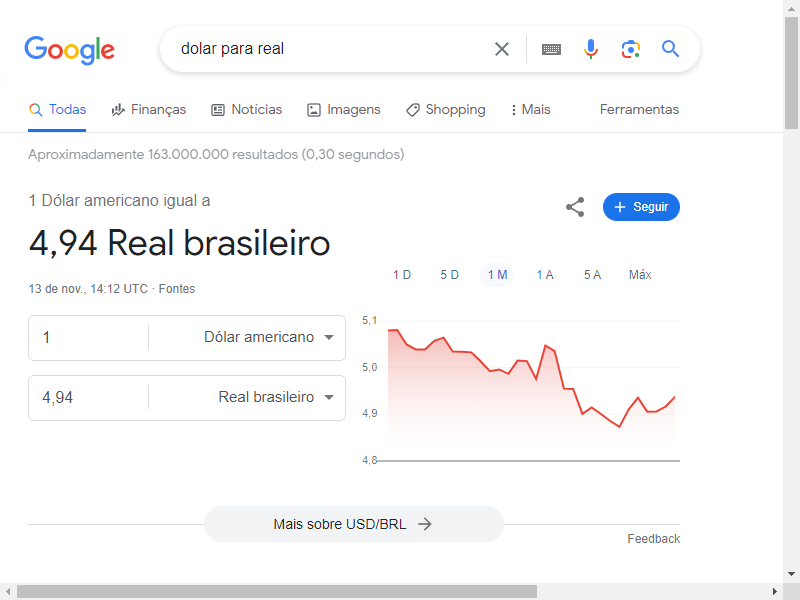 Google
dolar para real
Todas Finanças Notícias Imagens Shopping Mais Ferramentas
Aproximadamente 163.000.000 resultados (0,30 segundos)
1 Dólar americano igual a
4,94 Real brasileiro
13 de nov., 14:12 UTC · Fontes
Seguir
1 D 5 D 1 M 1 A 5 A Máx
1 Dólar americano
4,94 Real brasileiro
5,1
5,0
4,9
4,8
Mais sobre USD/BRL
Feedback